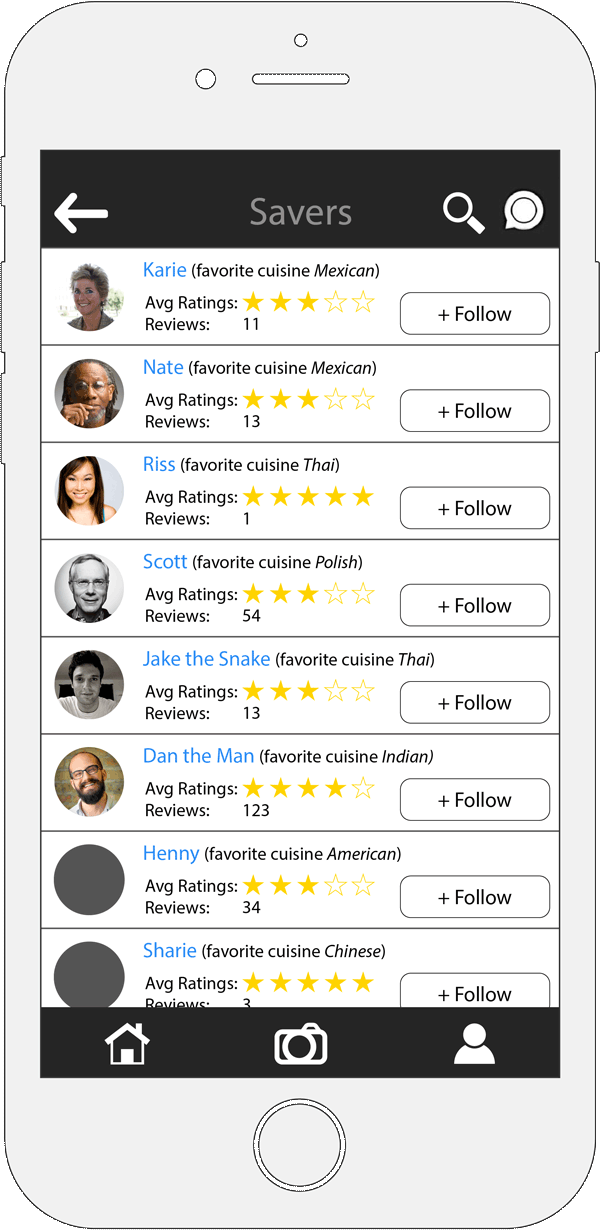 Savers
Karie (favorite cuisine Mexican)
Avg Ratings:
+ Follow
Reviews: 11
Nate (favorite cuisine Mexican)
Avg Ratings:
+ Follow
Reviews: 13
Riss (favorite cuisine Thai)
Avg Ratings:
+ Follow
Reviews: 1
Scott (favorite cuisine Polish)
Avg Ratings:
+ Follow
Reviews: 54
Jake the Snake (favorite cuisine Thai)
Avg Ratings:
+ Follow
Reviews: 13
Dan the Man (favorite cuisine Indian)
Avg Ratings:
+ Follow
Reviews: 123
Henny (favorite cuisine American)
Avg Ratings:
+ Follow
Reviews: 34
Sharie (favorite cuisine Chinese)
Avg Ratings:
+ Follow
Reviews: 3